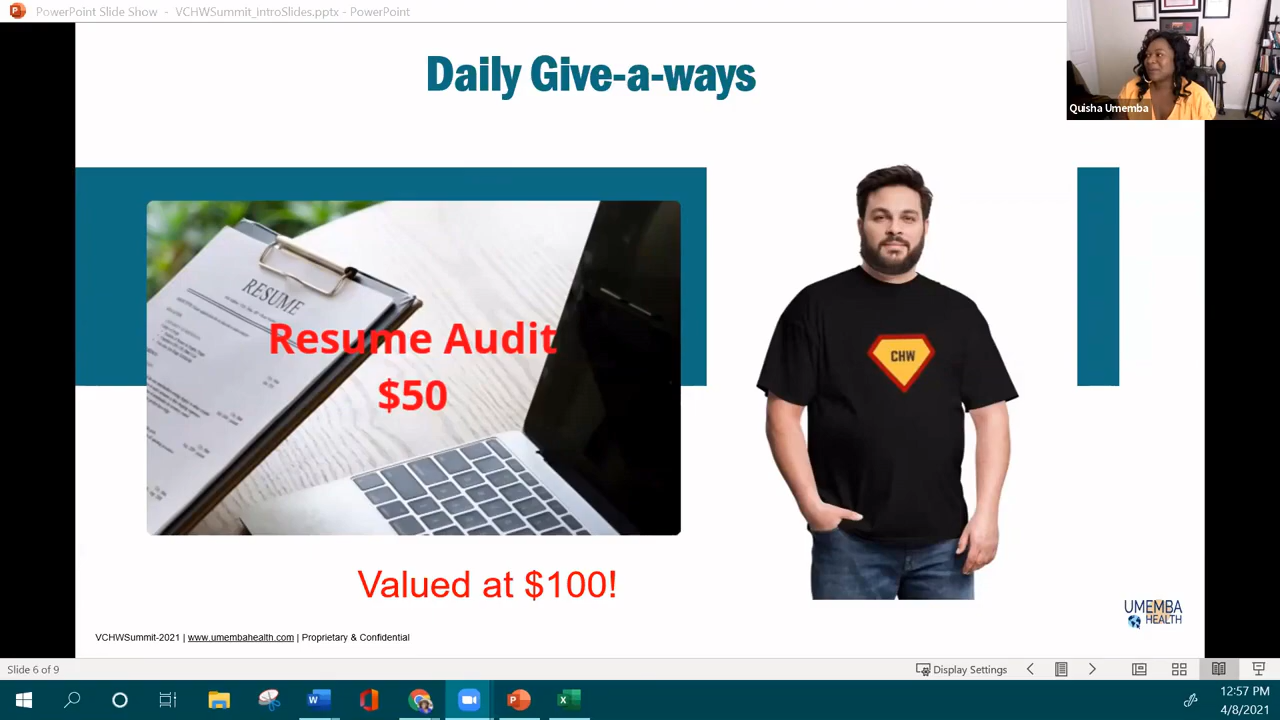 PowerPoint Slide Show - VCHWSummit_introSlides.pptx - PowerPoint
Quisha Umemba
Daily Give-a-ways
RESUME
Resume Audit
$50
CHW
Valued at $100!
UMEMBA
HEALTH
VCHWSummit-2021 | www.umembahealth.com | Proprietary & Confidential
Slide 6 of 9
Display Settings
12:57 PM
4/8/2021